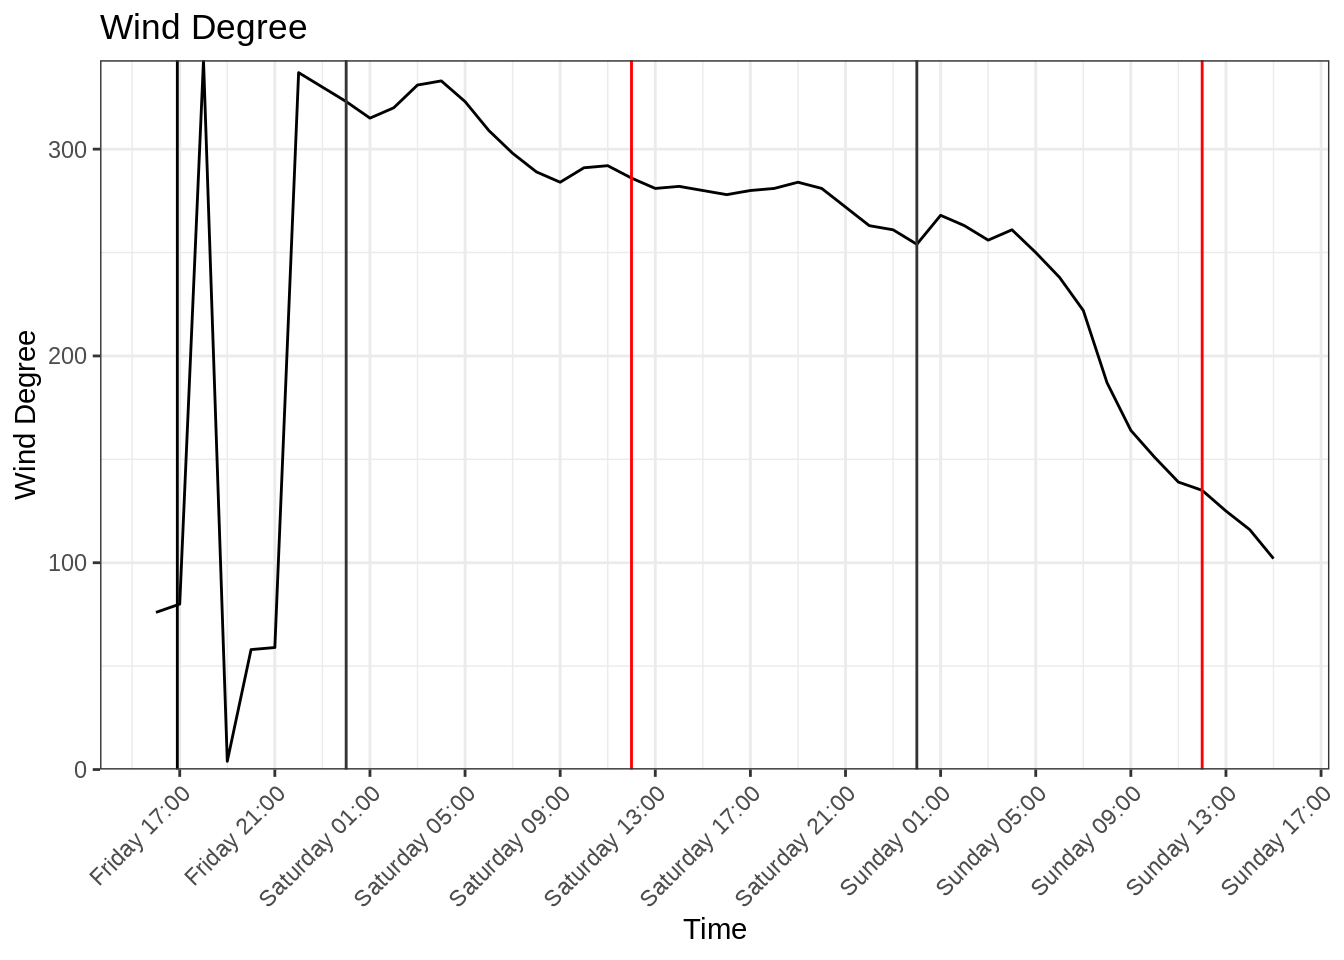 Wind Degree
Wind Degree
300
200
100
0
Friday 17:00
Friday 21:00
Saturday 01:00
Saturday 05:00
Saturday 09:00
Saturday 13:00
Saturday 17:00
Saturday 21:00
Sunday 01:00
Sunday 05:00
Sunday 09:00
Sunday 13:00
Sunday 17:00
Time